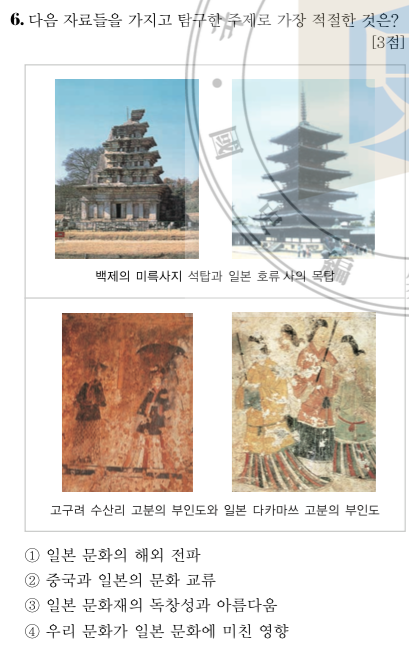 6. 다음 자료들을 가지고 탐구한 주제로 가장 적절한 것은?
[3점]
백제의 미륵사지 석탑과 일본 호류 사의 목탑
고구려 수산리 고분의 부인도와 일본 다카마쓰 고분의 부인도
① 일본 문화의 해외 전파
② 중국과 일본의 문화 교류
③ 일본 문화재의 독창성과 아름다움
④ 우리 문화가 일본 문화에 미친 영향
國